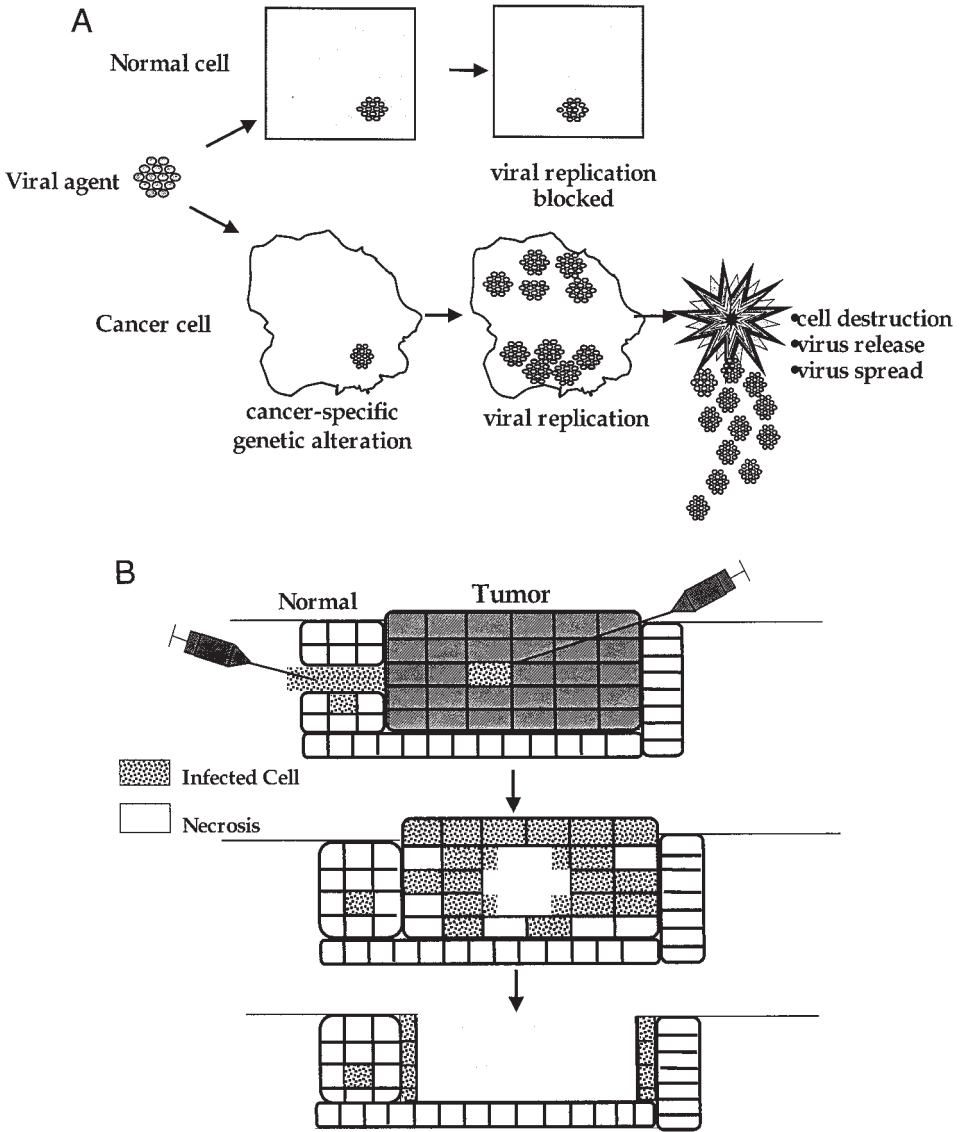 A
Normal cell
Viral agent
viral replication
blocked
Cancer cell
cancer-specific
genetic alteration
viral replication
•cell destruction
•virus release
•virus spread
B
Normal
Tumor
Infected Cell
Necrosis